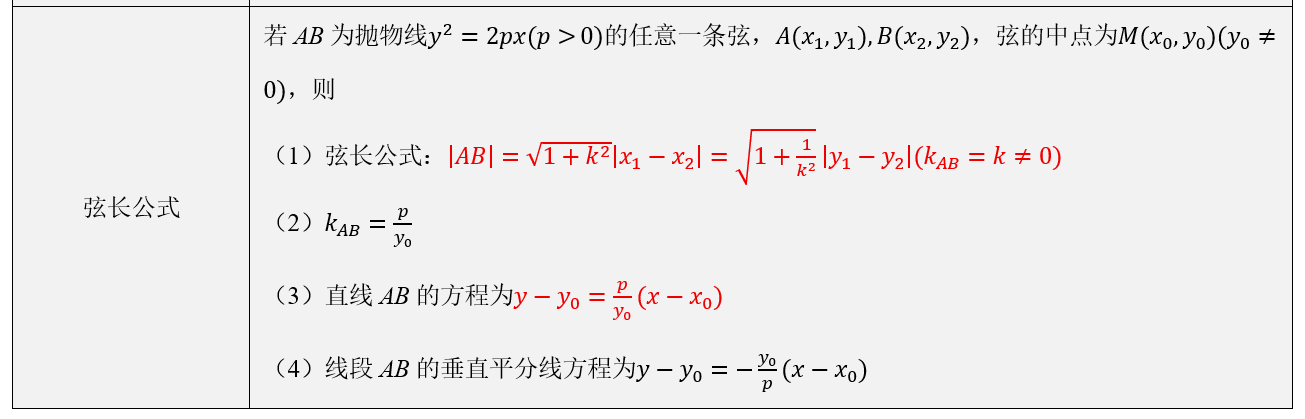 弦长公式
若 AB 为抛物线y² = 2px(p > 0)的任意一条弦，A(x₁, y₁), B(x₂, y₂)，弦的中点为M(x₀, y₀)(y₀ ≠
0)，则
（1）弦长公式：|AB| = √(1 + k²)|x₁ − x₂| = √(1 + 1/k²)|y₁ − y₂|(k_AB = k ≠ 0)
（2）k_AB = p/y₀
（3）直线 AB 的方程为y − y₀ = p/y₀(x − x₀)
（4）线段 AB 的垂直平分线方程为y − y₀ = −y₀/p(x − x₀)